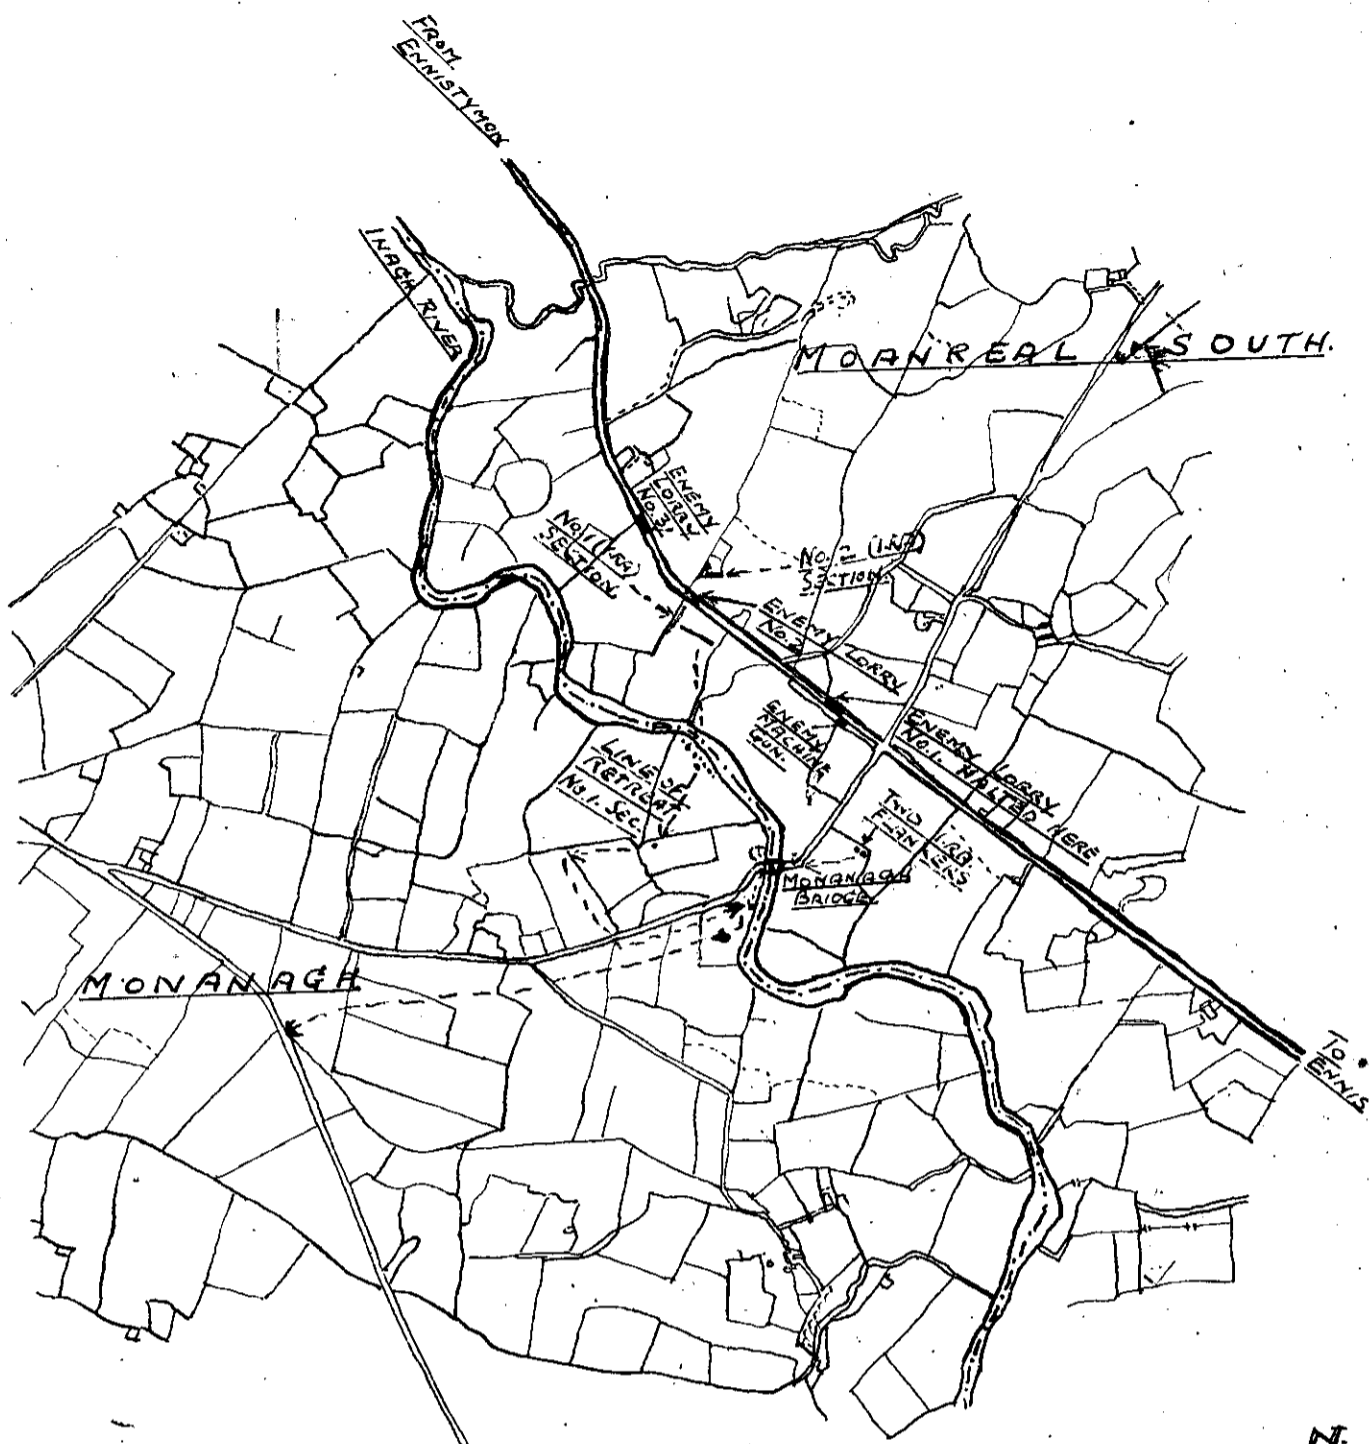 FROM
ENNISTYMON
INAGH RIVER
MOANREAL SOUTH.
ENEMY
LORRY
No. 3.
No. 1 (I.R.A)
SECTION
No. 2 (I.R.A)
SECTION.
ENEMY LORRY
No. 2
ENEMY
MACHINE
GUN.
ENEMY LORRY
No. 1. HALTED HERE
LINE OF
RETREAT
No. 1. SEC.
TWO I.R.A.
FLANKERS
MONANAGH
BRIDGE
MONANAGH
TO
ENNIS
N.